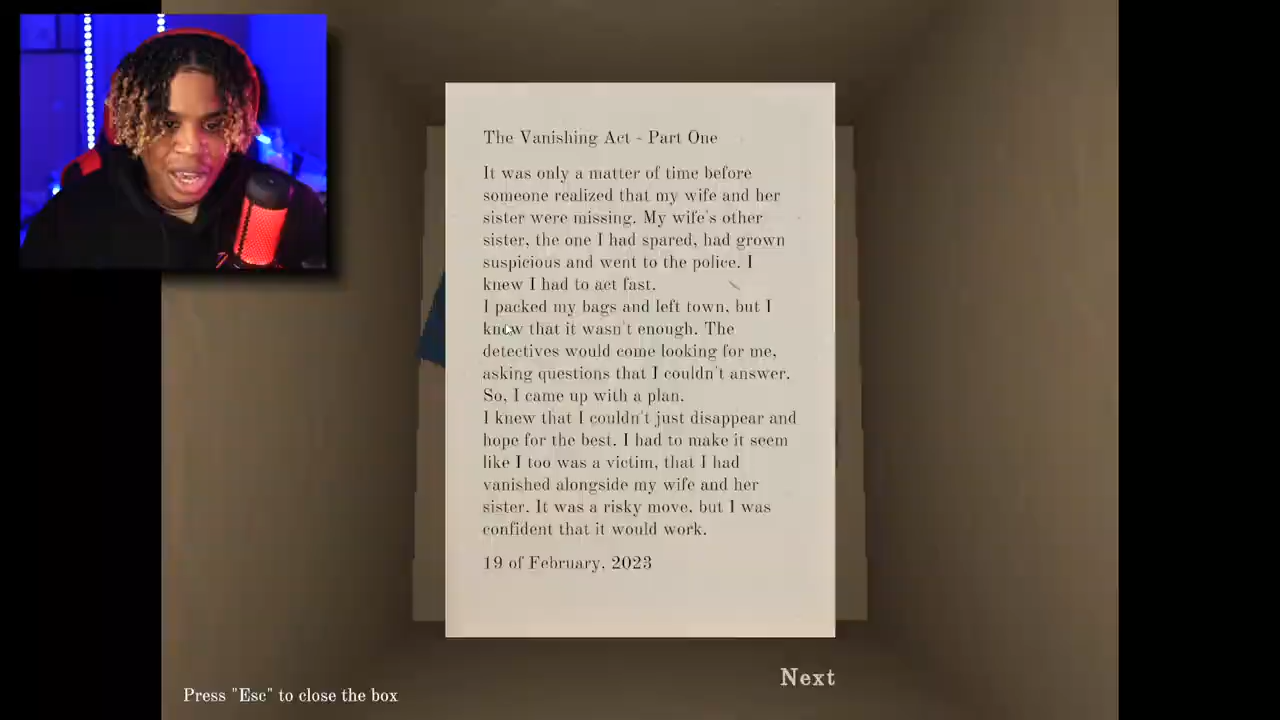 The Vanishing Act - Part One
It was only a matter of time before
someone realized that my wife and her
sister were missing. My wife's other
sister, the one I had spared, had grown
suspicious and went to the police. I
knew I had to act fast.
I packed my bags and left town, but I
knew that it wasn't enough. The
detectives would come looking for me,
asking questions that I couldn't answer.
So, I came up with a plan.
I knew that I couldn't just disappear and
hope for the best. I had to make it seem
like I too was a victim, that I had
vanished alongside my wife and her
sister. It was a risky move, but I was
confident that it would work.
19 of February, 2023
Next
Press "Esc" to close the box